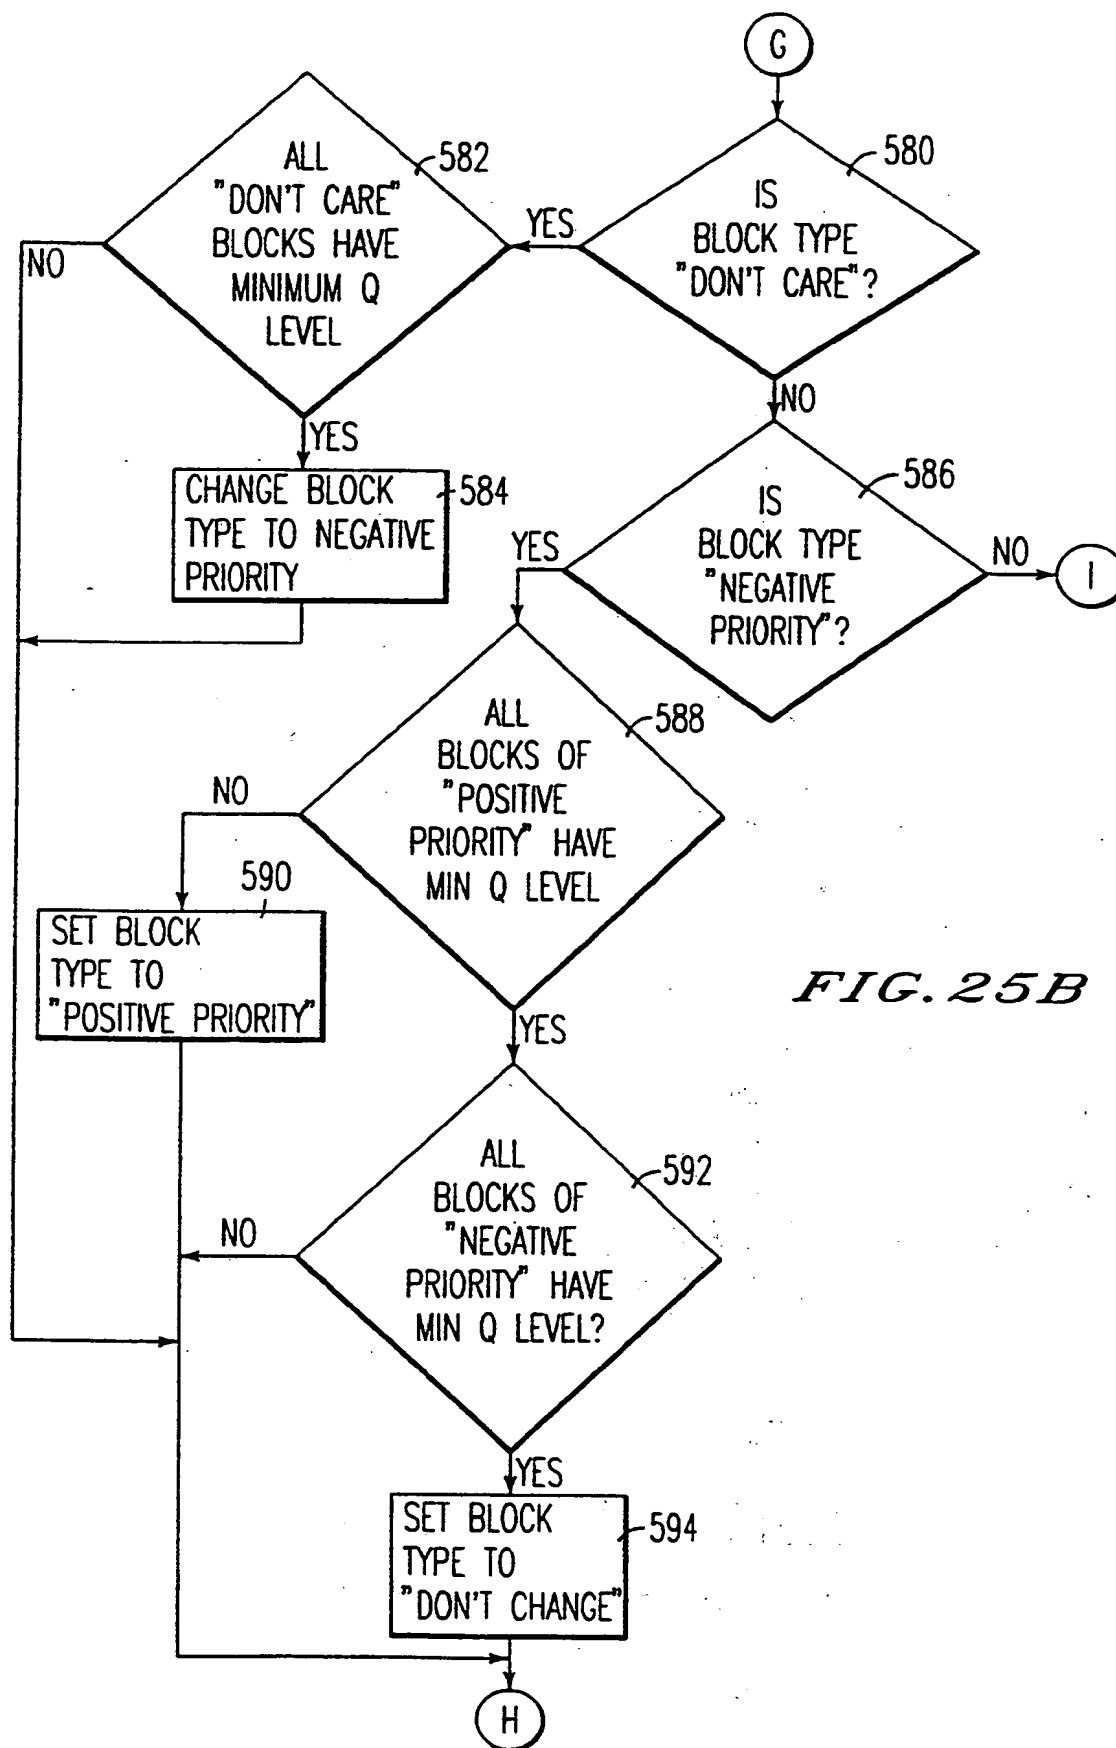 G
580
IS
BLOCK TYPE
"DON'T CARE"?
YES
NO
582
ALL
"DON'T CARE"
BLOCKS HAVE
MINIMUM Q
LEVEL
NO
YES
584
CHANGE BLOCK
TYPE TO NEGATIVE
PRIORITY
586
IS
BLOCK TYPE
"NEGATIVE
PRIORITY"?
YES
NO
I
588
ALL
BLOCKS OF
"POSITIVE
PRIORITY" HAVE
MIN Q LEVEL
NO
YES
590
SET BLOCK
TYPE TO
"POSITIVE PRIORITY"
592
ALL
BLOCKS OF
"NEGATIVE
PRIORITY" HAVE
MIN Q LEVEL?
NO
YES
594
SET BLOCK
TYPE TO
"DON'T CHANGE"
H
FIG. 25B